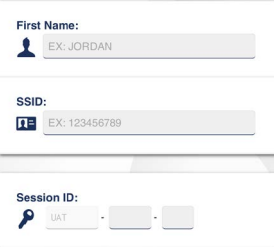 First Name:
EX: JORDAN
SSID:
EX: 123456789
Session ID:
UAT - -